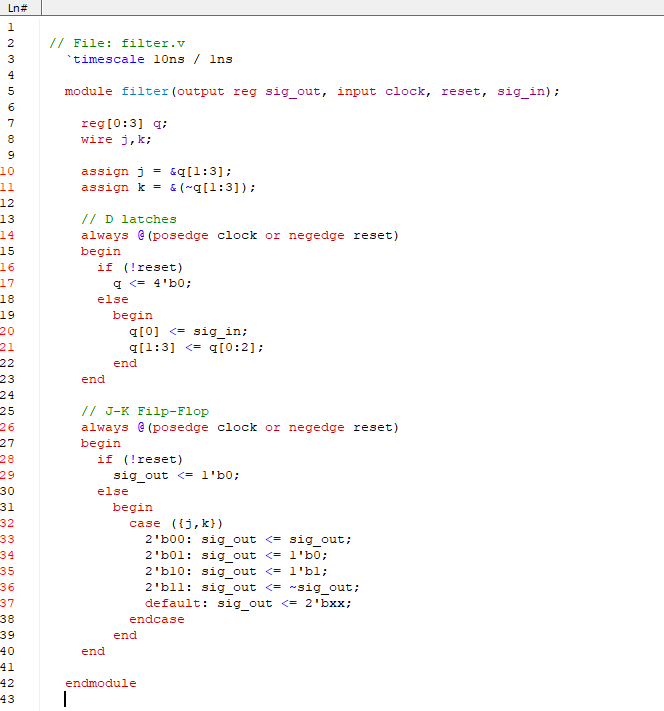 Ln#
1
2 // File: filter.v
3 `timescale 10ns / 1ns
4
5 module filter(output reg sig_out, input clock, reset, sig_in);
6
7 reg[0:3] q;
8 wire j,k;
9
10 assign j = &q[1:3];
11 assign k = &(~q[1:3]);
12
13 // D latches
14 always @(posedge clock or negedge reset)
15 begin
16 if (!reset)
17 q <= 4'b0;
18 else
19 begin
20 q[0] <= sig_in;
21 q[1:3] <= q[0:2];
22 end
23 end
24
25 // J-K Filp-Flop
26 always @(posedge clock or negedge reset)
27 begin
28 if (!reset)
29 sig_out <= 1'b0;
30 else
31 begin
32 case ({j,k})
33 2'b00: sig_out <= sig_out;
34 2'b01: sig_out <= 1'b0;
35 2'b10: sig_out <= 1'b1;
36 2'b11: sig_out <= ~sig_out;
37 default: sig_out <= 2'bxx;
38 endcase
39 end
40 end
41
42 endmodule
43